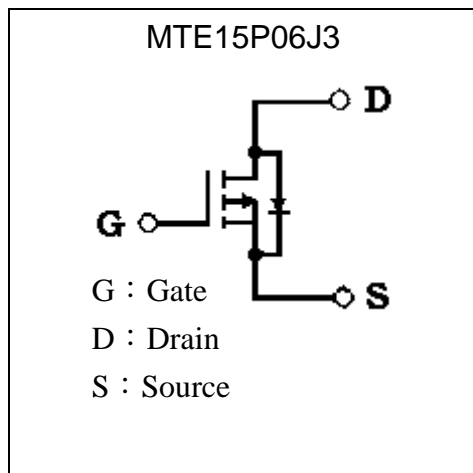 MTE15P06J3
D
G
S
G：Gate
D：Drain
S：Source